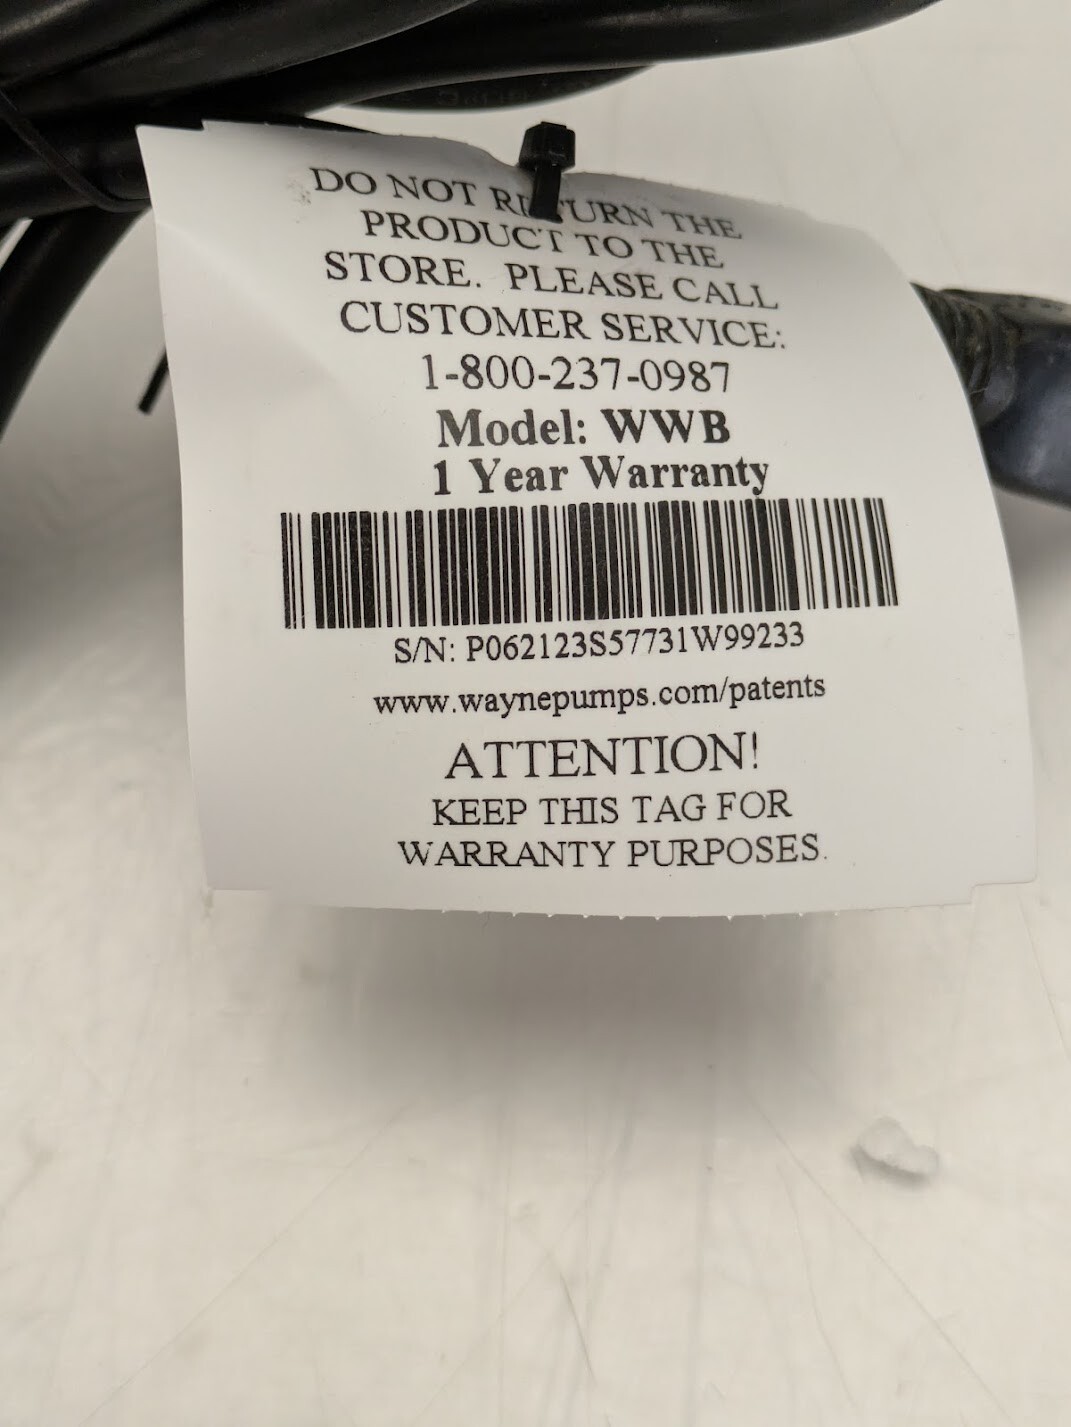 DO NOT RETURN THE
PRODUCT TO THE
STORE. PLEASE CALL
CUSTOMER SERVICE:
1-800-237-0987
Model: WWB
1 Year Warranty
S/N: P062123S57731W99233
www.waynepumps.com/patents
ATTENTION!
KEEP THIS TAG FOR
WARRANTY PURPOSES.